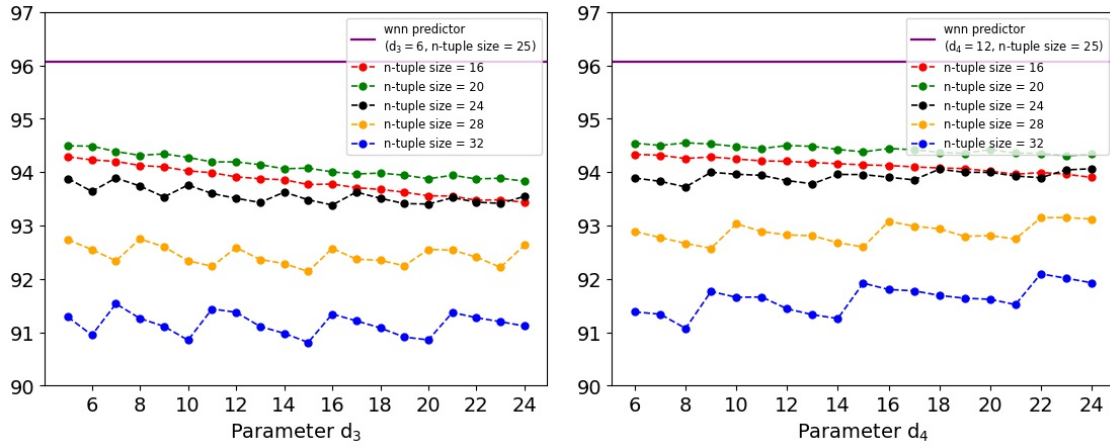 97
96
95
94
93
92
91
90
6 8 10 12 14 16 18 20 22 24
Parameter d₃
wnn predictor
(d₃ = 6, n-tuple size = 25)
n-tuple size = 16
n-tuple size = 20
n-tuple size = 24
n-tuple size = 28
n-tuple size = 32
97
96
95
94
93
92
91
90
6 8 10 12 14 16 18 20 22 24
Parameter d₄
wnn predictor
(d₄ = 12, n-tuple size = 25)
n-tuple size = 16
n-tuple size = 20
n-tuple size = 24
n-tuple size = 28
n-tuple size = 32